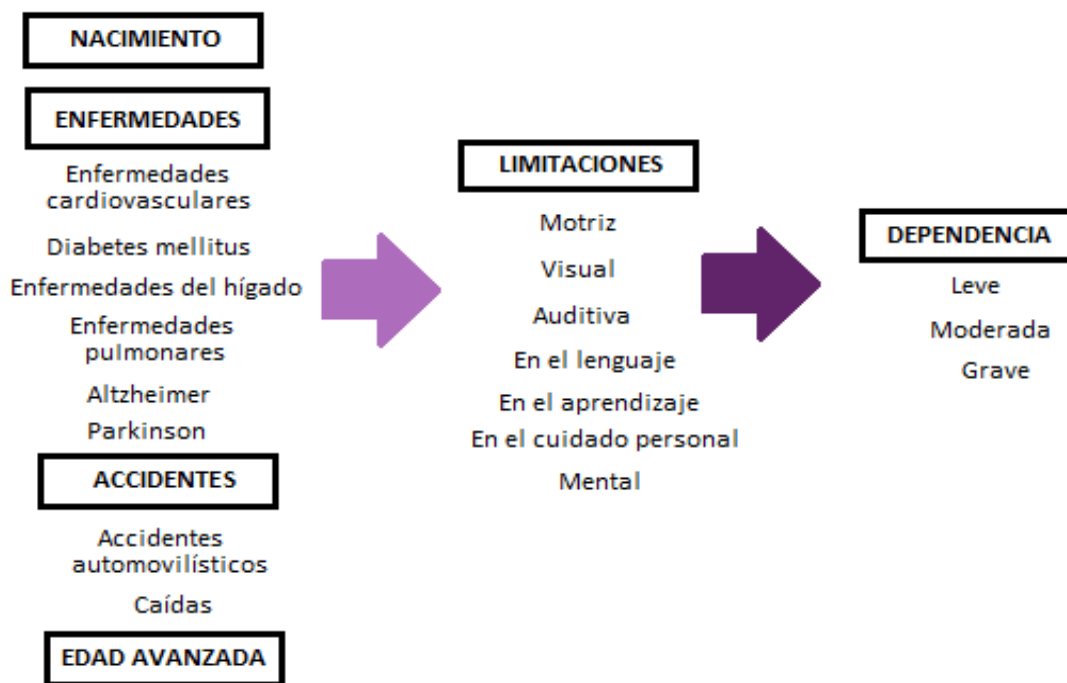 NACIMIENTO
ENFERMEDADES
Enfermedades
cardiovasculares
Diabetes mellitus
Enfermedades del hígado
Enfermedades
pulmonares
Altzheimer
Parkinson
ACCIDENTES
Accidentes
automovilísticos
Caídas
EDAD AVANZADA
LIMITACIONES
Motriz
Visual
Auditiva
En el lenguaje
En el aprendizaje
En el cuidado personal
Mental
DEPENDENCIA
Leve
Moderada
Grave